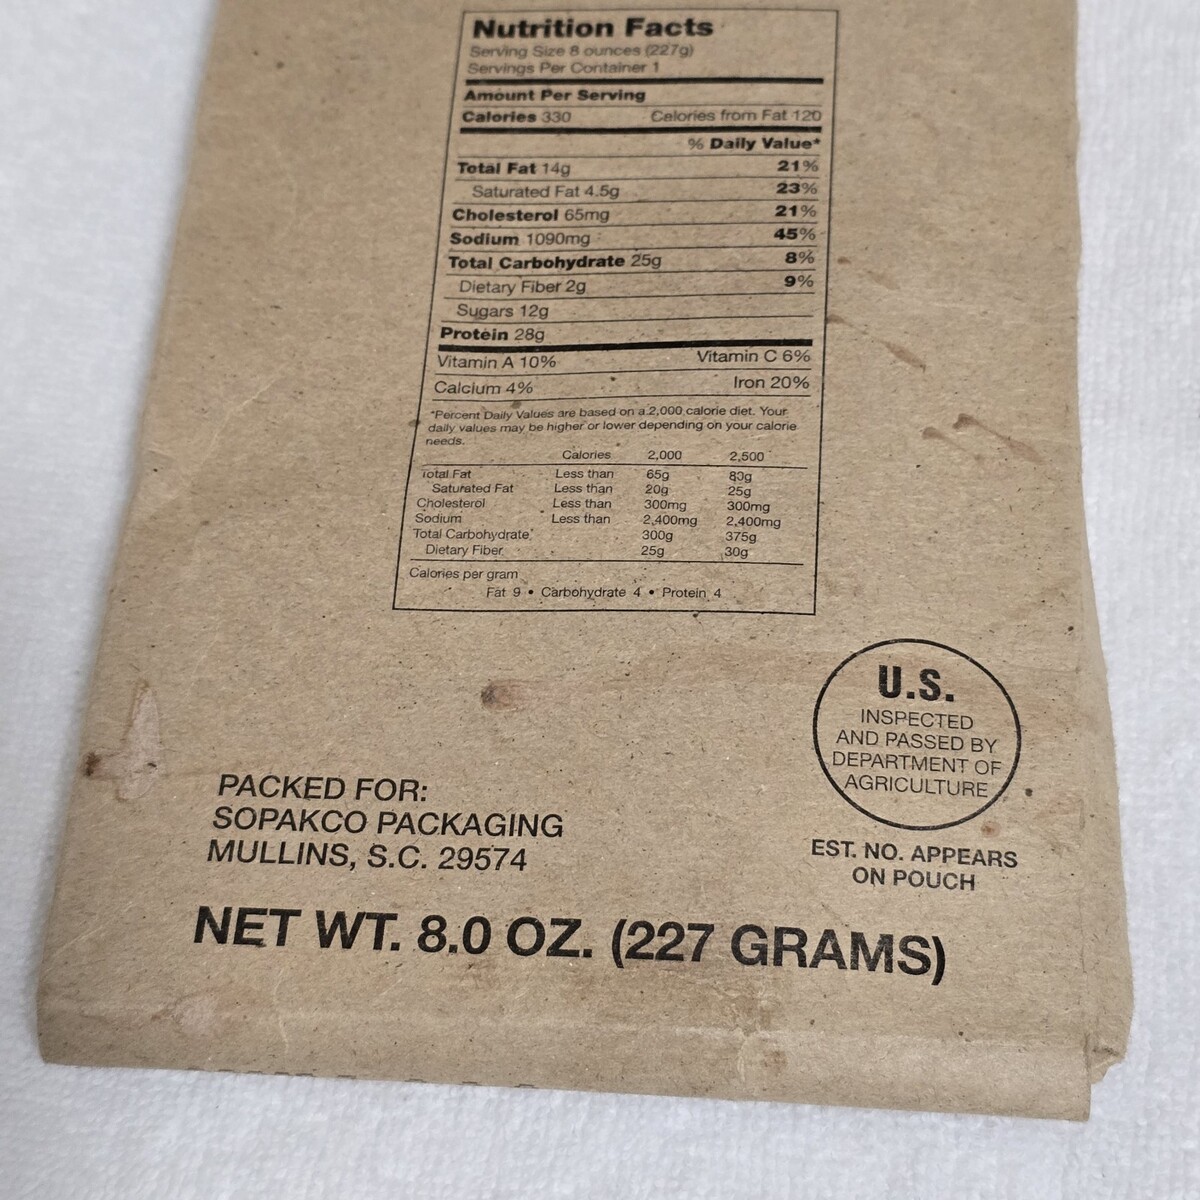 Nutrition Facts
Serving Size 8 ounces (227g)
Servings Per Container 1
Amount Per Serving
Calories 330 Calories from Fat 120
% Daily Value*
Total Fat 14g 21%
Saturated Fat 4.5g 23%
Cholesterol 65mg 21%
Sodium 1090mg 45%
Total Carbohydrate 25g 8%
Dietary Fiber 2g 9%
Sugars 12g
Protein 28g
Vitamin A 10% Vitamin C 6%
Calcium 4% Iron 20%
*Percent Daily Values are based on a 2,000 calorie diet. Your
daily values may be higher or lower depending on your calorie
needs.
Calories 2,000 2,500
Total Fat Less than 65g 80g
Saturated Fat Less than 20g 25g
Cholesterol Less than 300mg 300mg
Sodium Less than 2,400mg 2,400mg
Total Carbohydrate 300g 375g
Dietary Fiber 25g 30g
Calories per gram
Fat 9 • Carbohydrate 4 • Protein 4
U.S.
INSPECTED
AND PASSED BY
DEPARTMENT OF
AGRICULTURE
EST. NO. APPEARS
ON POUCH
PACKED FOR:
SOPAKCO PACKAGING
MULLINS, S.C. 29574
NET WT. 8.0 OZ. (227 GRAMS)